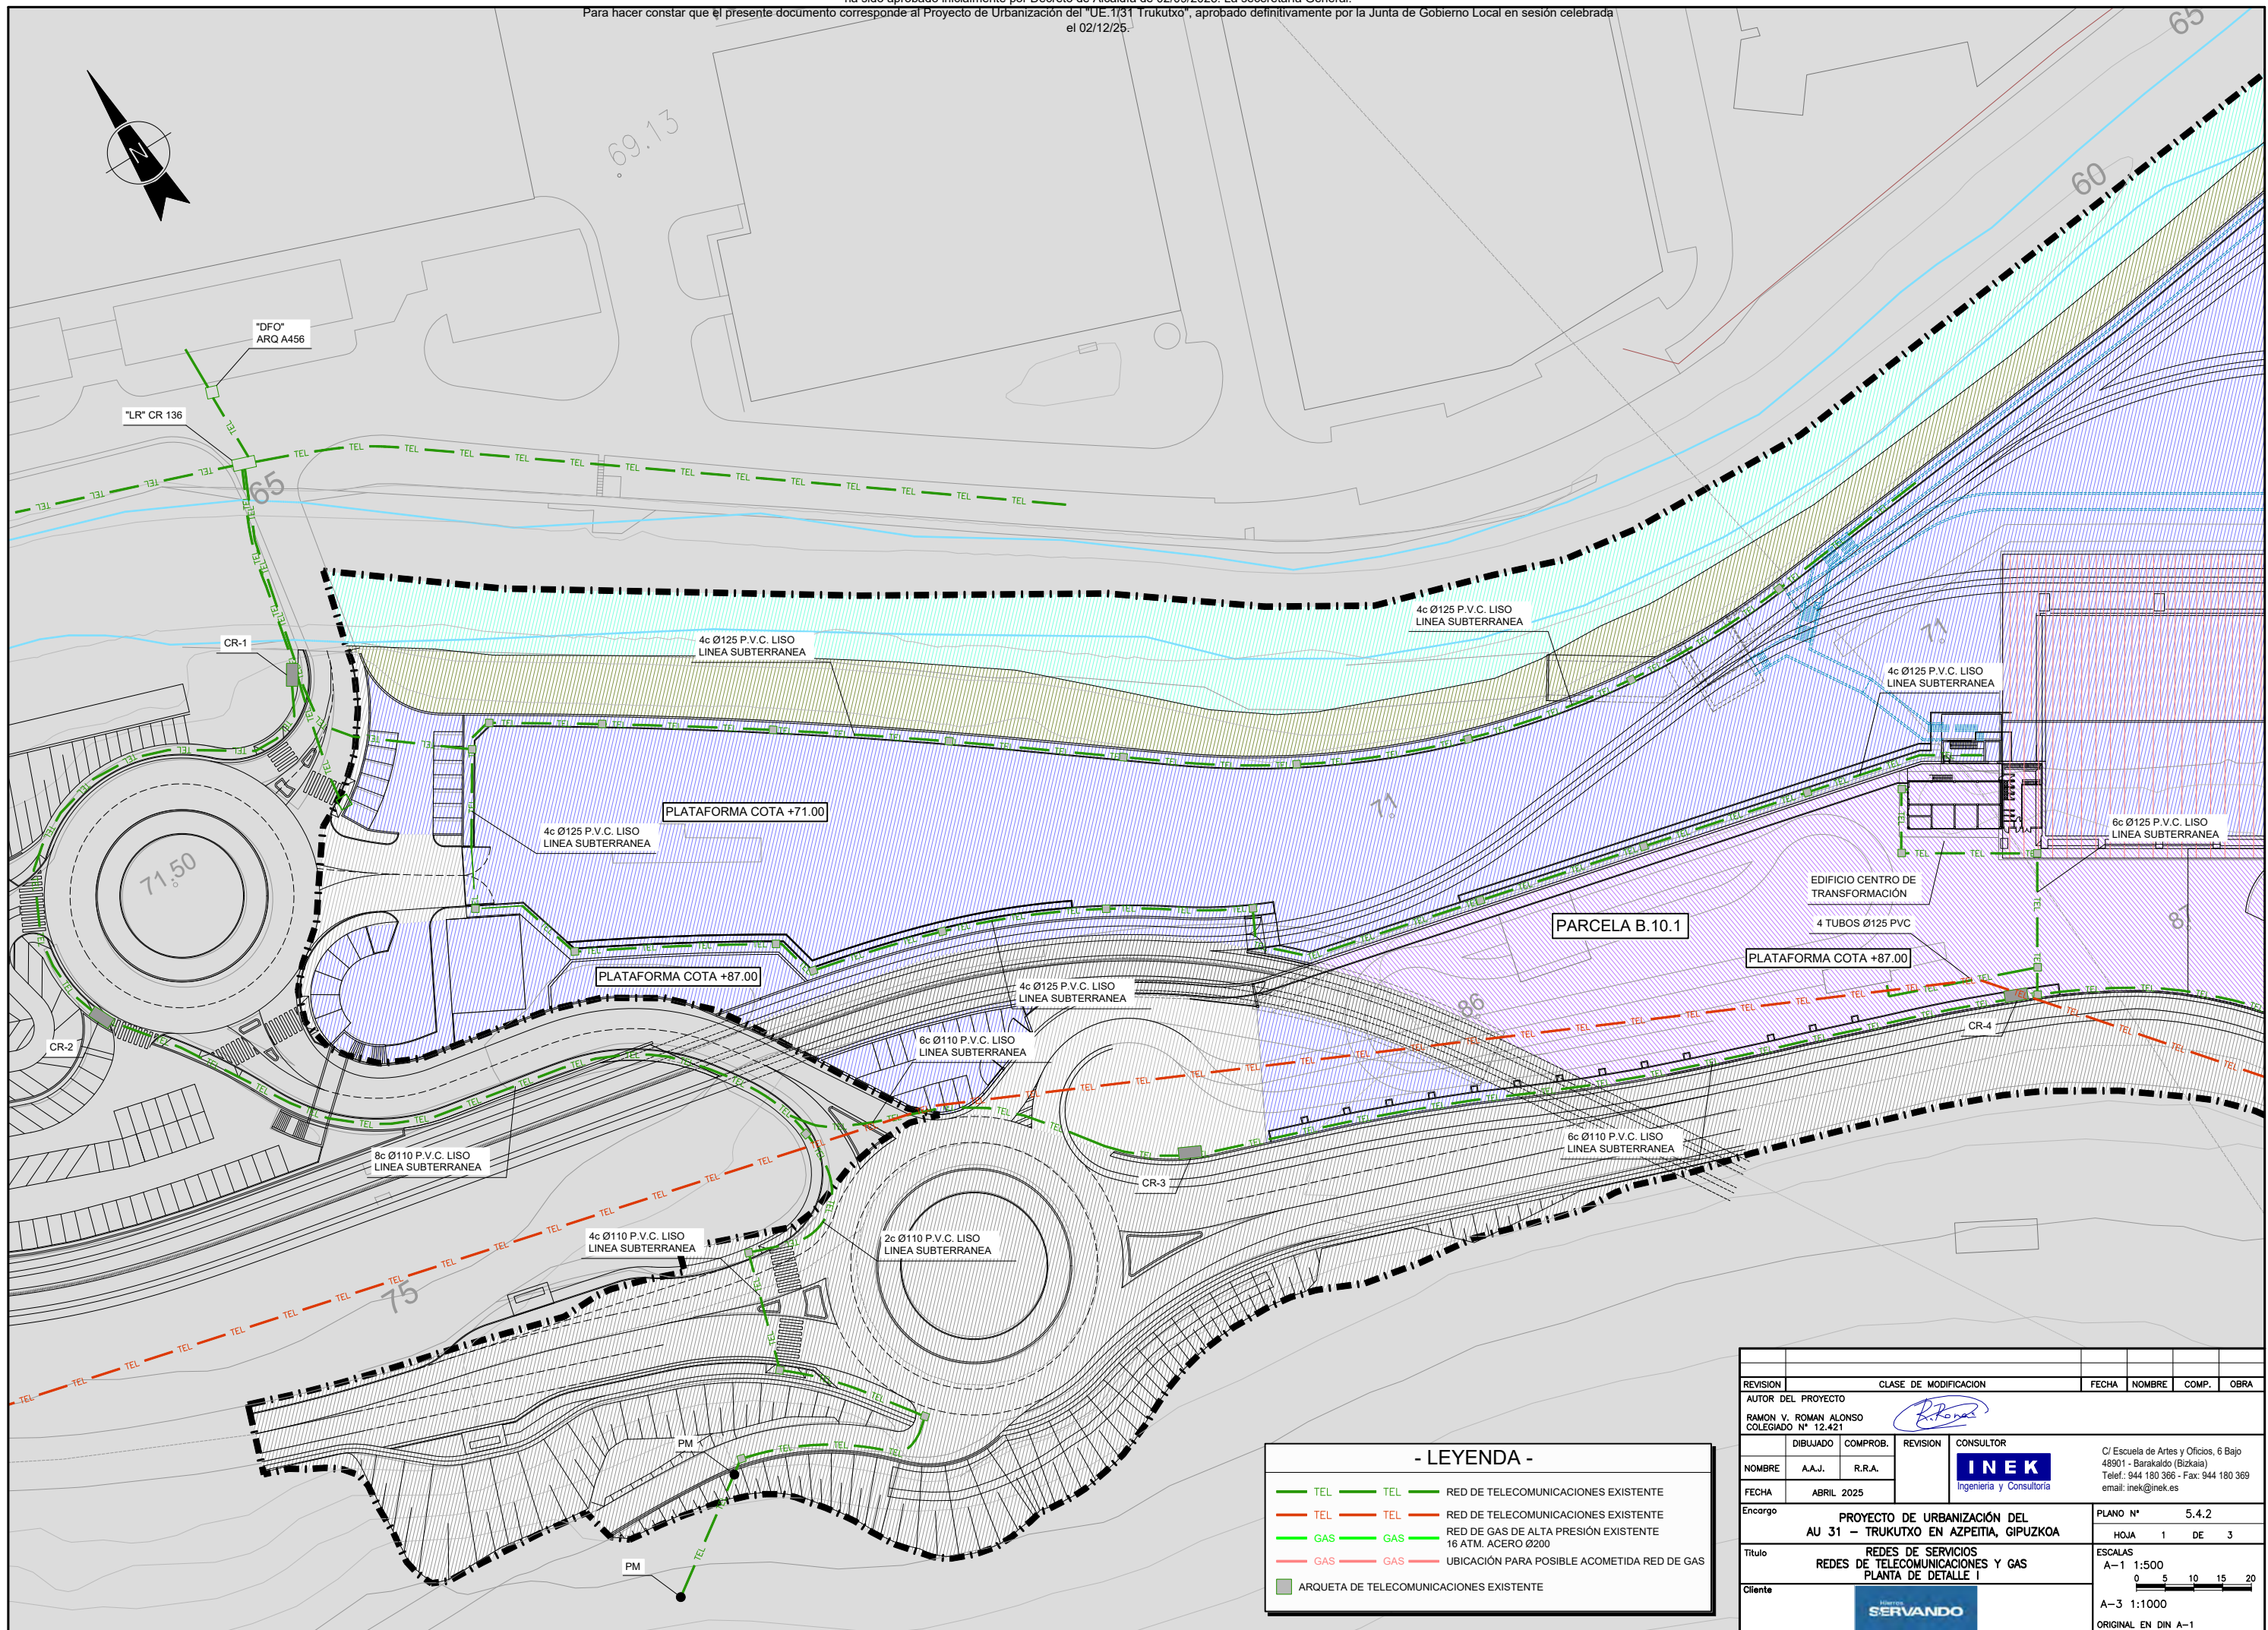 Para hacer constar que el presente documento corresponde al Proyecto de Urbanización del "UE.1/31 Trukutxo", aprobado definitivamente por la Junta de Gobierno Local en sesión celebrada
el 02/12/25.
65
69.13
60
N
"DFO"
ARQ A456
"LR" CR 136
65
CR-1
4c Ø125 P.V.C. LISO
LINEA SUBTERRANEA
4c Ø125 P.V.C. LISO
LINEA SUBTERRANEA
71
4c Ø125 P.V.C. LISO
LINEA SUBTERRANEA
PLATAFORMA COTA +71.00
71
4c Ø125 P.V.C. LISO
LINEA SUBTERRANEA
6c Ø125 P.V.C. LISO
LINEA SUBTERRANEA
71.50
EDIFICIO CENTRO DE
TRANSFORMACIÓN
PARCELA B.10.1
4 TUBOS Ø125 PVC
87
PLATAFORMA COTA +87.00
PLATAFORMA COTA +87.00
4c Ø125 P.V.C. LISO
LINEA SUBTERRANEA
86
CR-4
CR-2
6c Ø110 P.V.C. LISO
LINEA SUBTERRANEA
8c Ø110 P.V.C. LISO
LINEA SUBTERRANEA
6c Ø110 P.V.C. LISO
LINEA SUBTERRANEA
CR-3
4c Ø110 P.V.C. LISO
LINEA SUBTERRANEA
2c Ø110 P.V.C. LISO
LINEA SUBTERRANEA
75
PM
PM
- LEYENDA -
TEL TEL RED DE TELECOMUNICACIONES EXISTENTE
TEL TEL RED DE TELECOMUNICACIONES EXISTENTE
GAS GAS RED DE GAS DE ALTA PRESIÓN EXISTENTE
16 ATM. ACERO Ø200
GAS GAS UBICACIÓN PARA POSIBLE ACOMETIDA RED DE GAS
ARQUETA DE TELECOMUNICACIONES EXISTENTE
REVISION CLASE DE MODIFICACION FECHA NOMBRE COMP. OBRA
AUTOR DEL PROYECTO
RAMON V. ROMAN ALONSO
COLEGIADO Nº 12.421
DIBUJADO COMPROB. REVISION CONSULTOR
NOMBRE A.A.J. R.R.A.
FECHA ABRIL 2025
INEK
Ingeniería y Consultoría
C/ Escuela de Artes y Oficios, 6 Bajo
48901 - Barakaldo (Bizkaia)
Telef.: 944 180 366 - Fax: 944 180 369
email: inek@inek.es
Encargo
PROYECTO DE URBANIZACIÓN DEL
AU 31 - TRUKUTXO EN AZPEITIA, GIPUZKOA
PLANO Nº 5.4.2
HOJA 1 DE 3
Titulo
REDES DE SERVICIOS
REDES DE TELECOMUNICACIONES Y GAS
PLANTA DE DETALLE I
ESCALAS
A-1 1:500
0 5 10 15 20
A-3 1:1000
ORIGINAL EN DIN A-1
Cliente
Hierros
SERVANDO